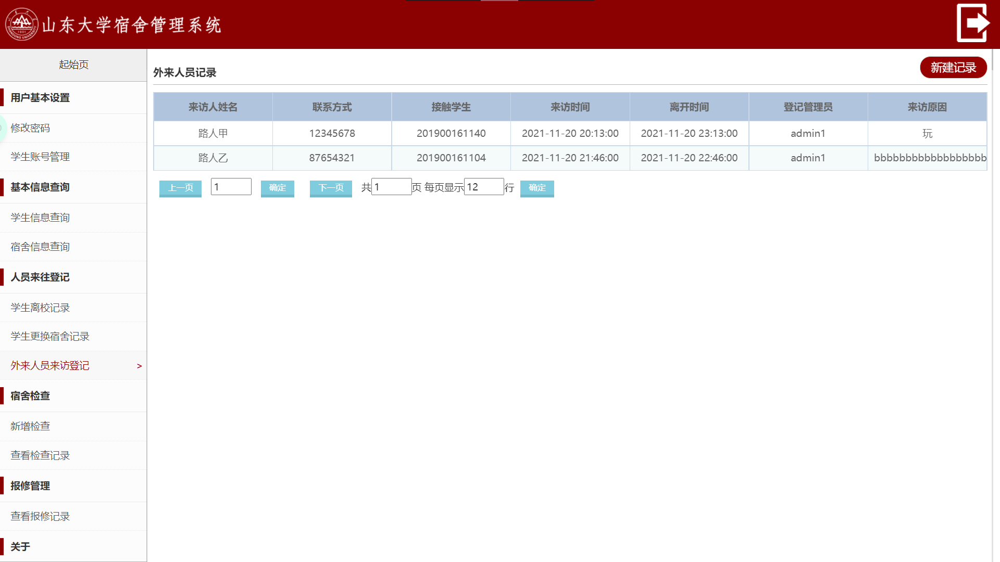 山东大学宿舍管理系统
SHANDONG UNIVERSITY
1901
起始页
用户基本设置
修改密码
学生账号管理
基本信息查询
学生信息查询
宿舍信息查询
人员来往登记
学生离校记录
学生更换宿舍记录
外来人员来访登记 >
宿舍检查
新增检查
查看检查记录
报修管理
查看报修记录
关于
外来人员记录 新建记录
来访人姓名 联系方式 接触学生 来访时间 离开时间 登记管理员 来访原因
路人甲 12345678 201900161140 2021-11-20 20:13:00 2021-11-20 23:13:00 admin1 玩
路人乙 87654321 201900161104 2021-11-20 21:46:00 2021-11-20 22:46:00 admin1 bbbbbbbbbbbbbbbbbb
上一页 1 确定 下一页 共1页 每页显示12行 确定